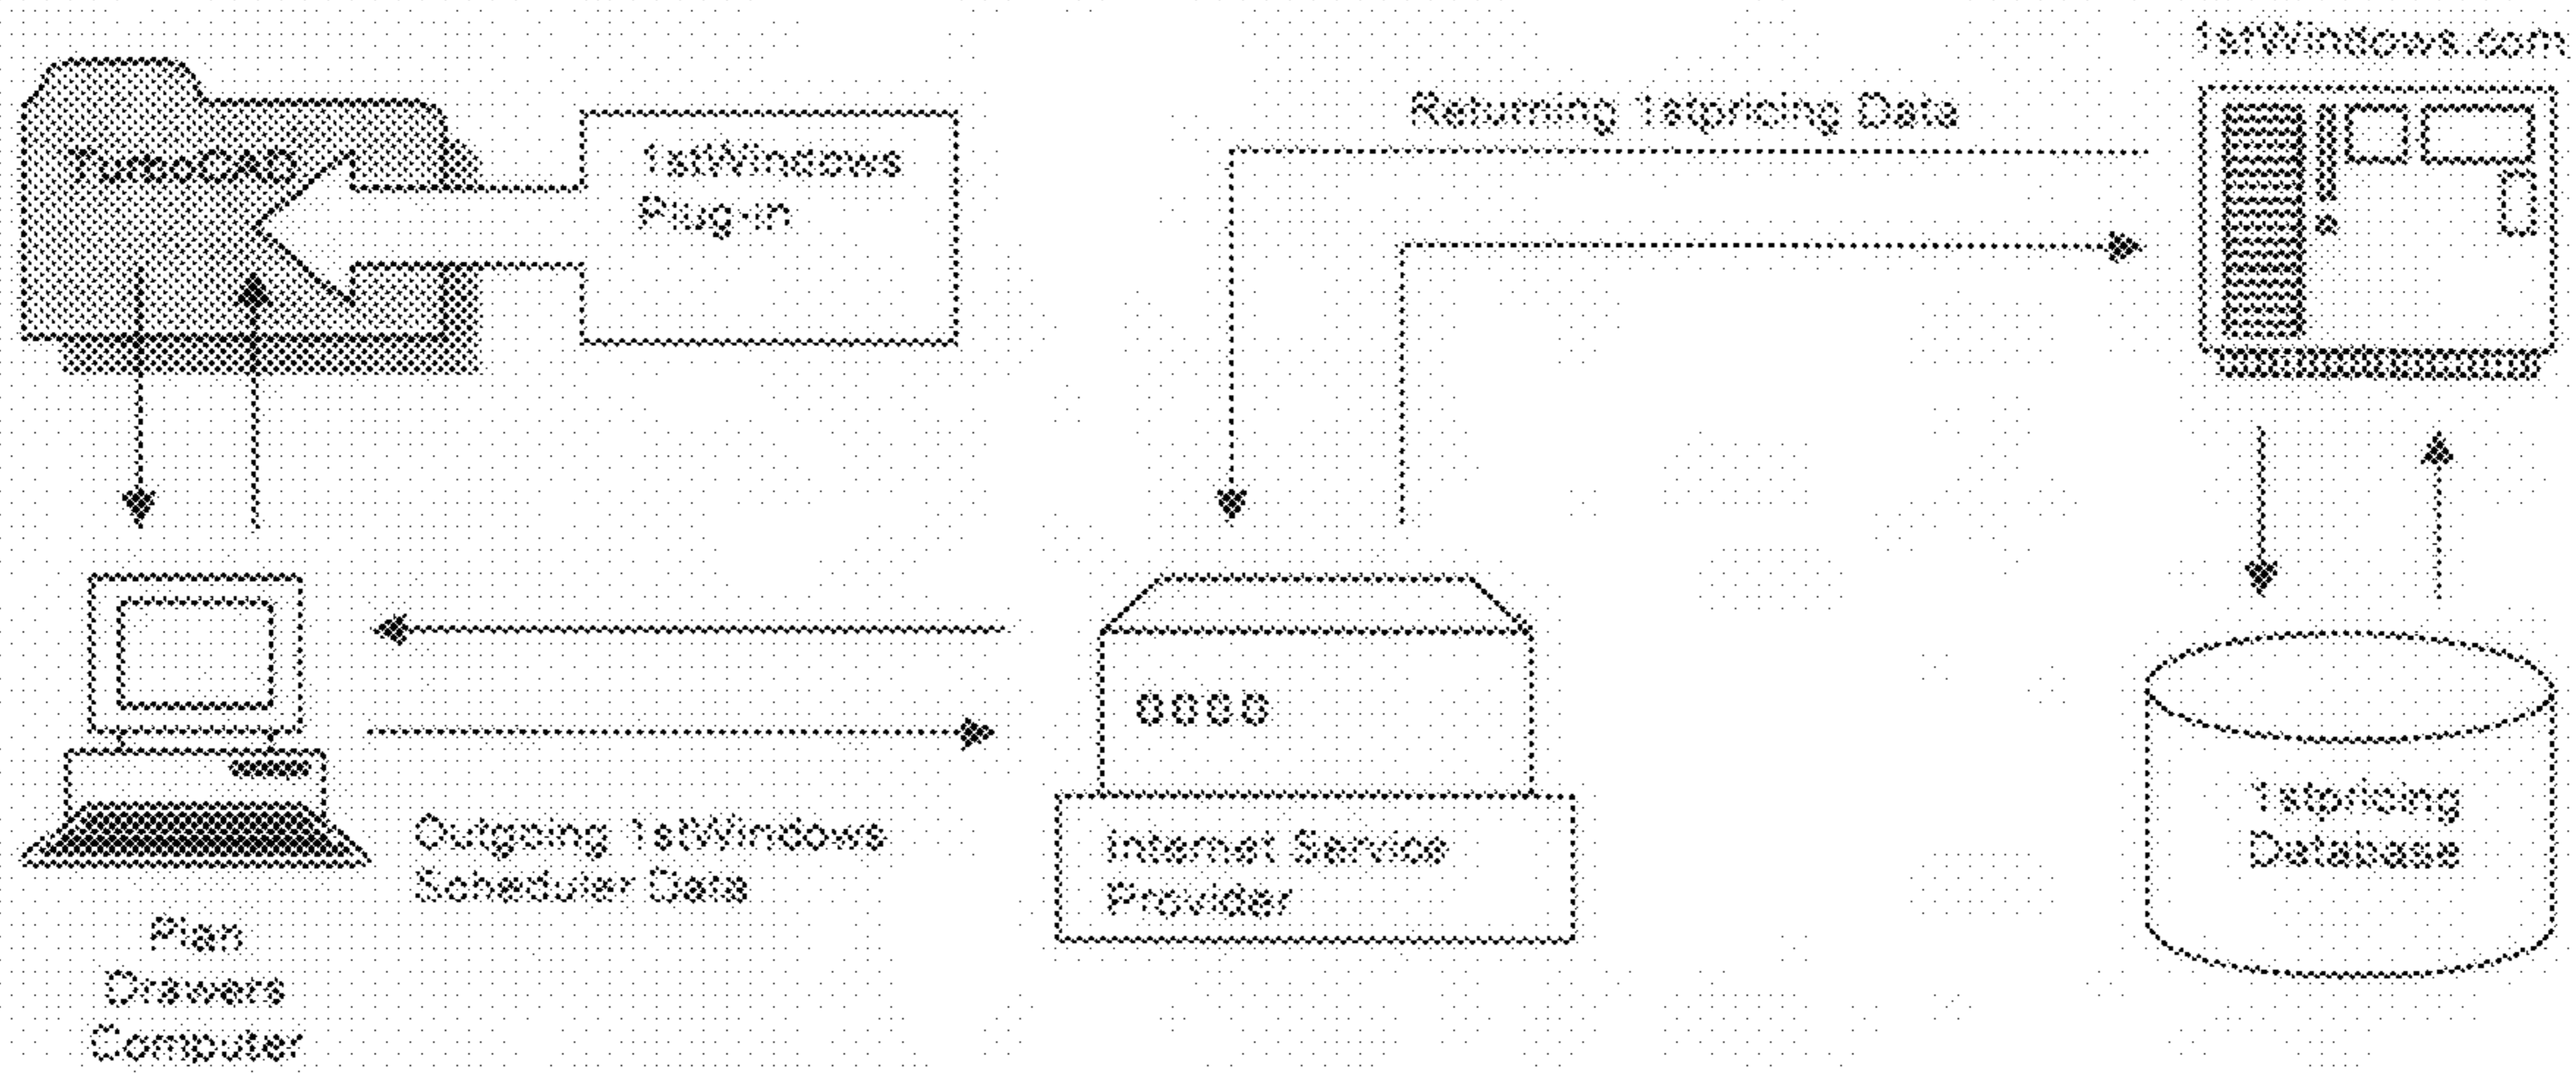 1stWindows.com
Returning 1stpricing Data
TurboCAD
1stWindows
Plug-in
Outgoing 1stWindows
Scheduler Data
Internet Service
Provider
1stpricing
Database
Plan
Drawers
Computer